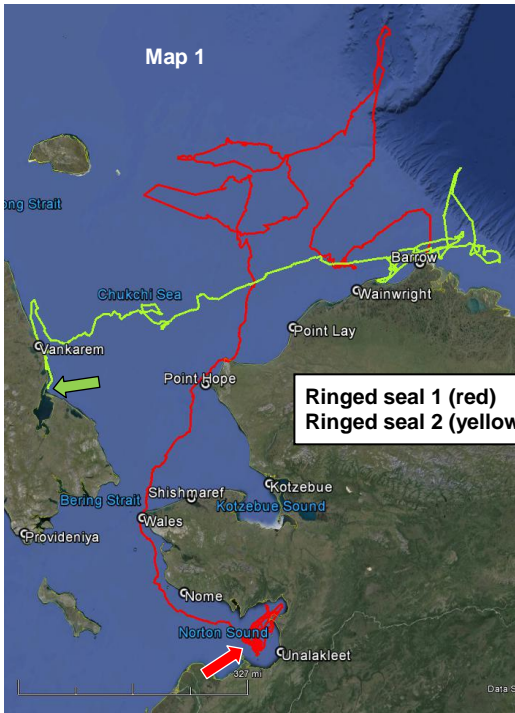 Map 1
ong Strait
Barrow
Wainwright
Chukchi Sea
Point Lay
Vankarem
Point Hope
Ringed seal 1 (red)
Ringed seal 2 (yellow
Kotzebue
Shishmaref
Bering Strait
Kotzebue Sound
Wales
Provideniya
Nome
Norton Sound
Unalakleet
327 mi
Data S